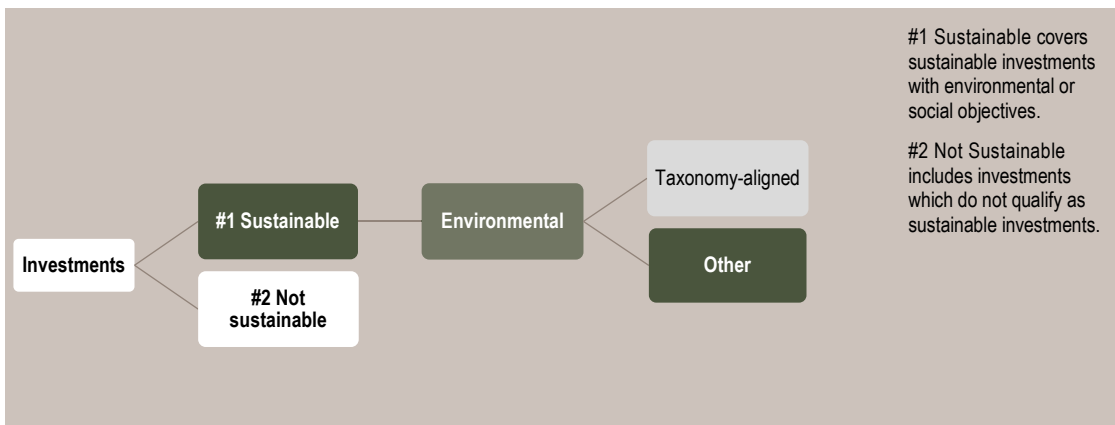 Investments
#1 Sustainable
#2 Not
sustainable
Environmental
Taxonomy-aligned
Other
#1 Sustainable covers
sustainable investments
with environmental or
social objectives.
#2 Not Sustainable
includes investments
which do not qualify as
sustainable investments.